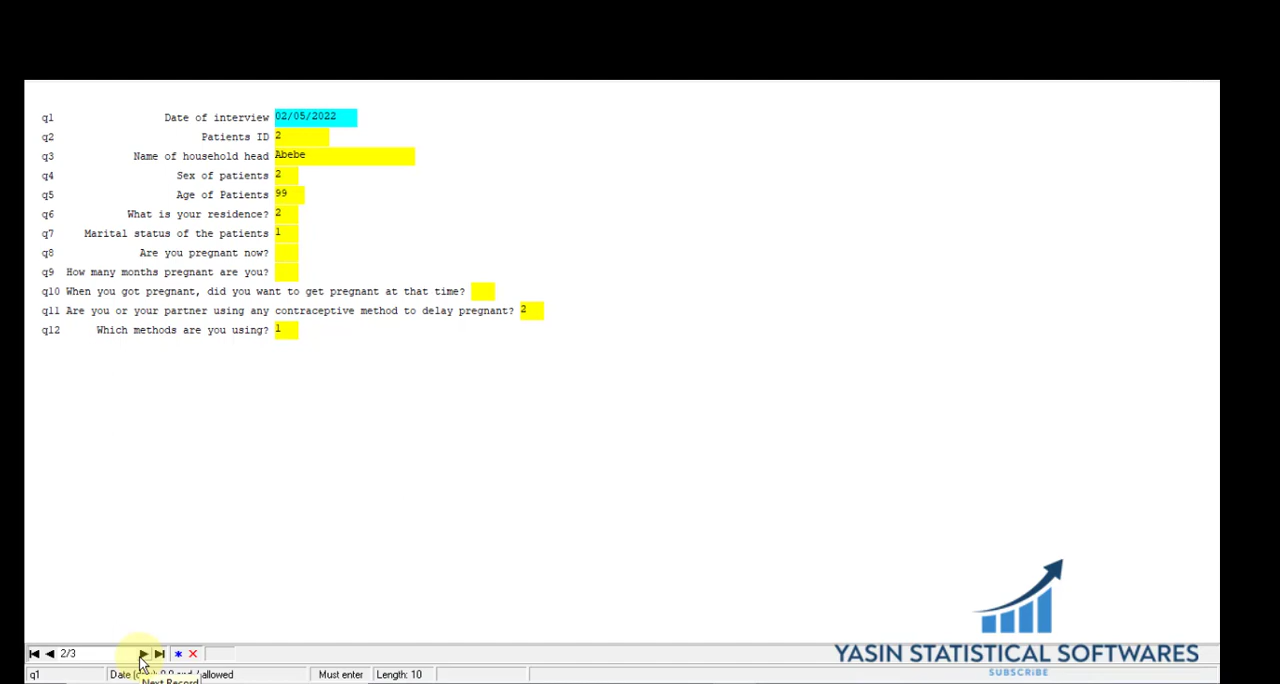 q1 Date of interview 02/05/2022
q2 Patients ID 2
q3 Name of household head Abebe
q4 Sex of patients 2
q5 Age of Patients 99
q6 What is your residence? 2
q7 Marital status of the patients 1
q8 Are you pregnant now?
q9 How many months pregnant are you?
q10 When you got pregnant, did you want to get pregnant at that time?
q11 Are you or your partner using any contraceptive method to delay pregnant? 2
q12 Which methods are you using? 1
2/3
YASIN STATISTICAL SOFTWARES
SUBSCRIBE
q1 Date allowed Must enter Length: 10
Next Record